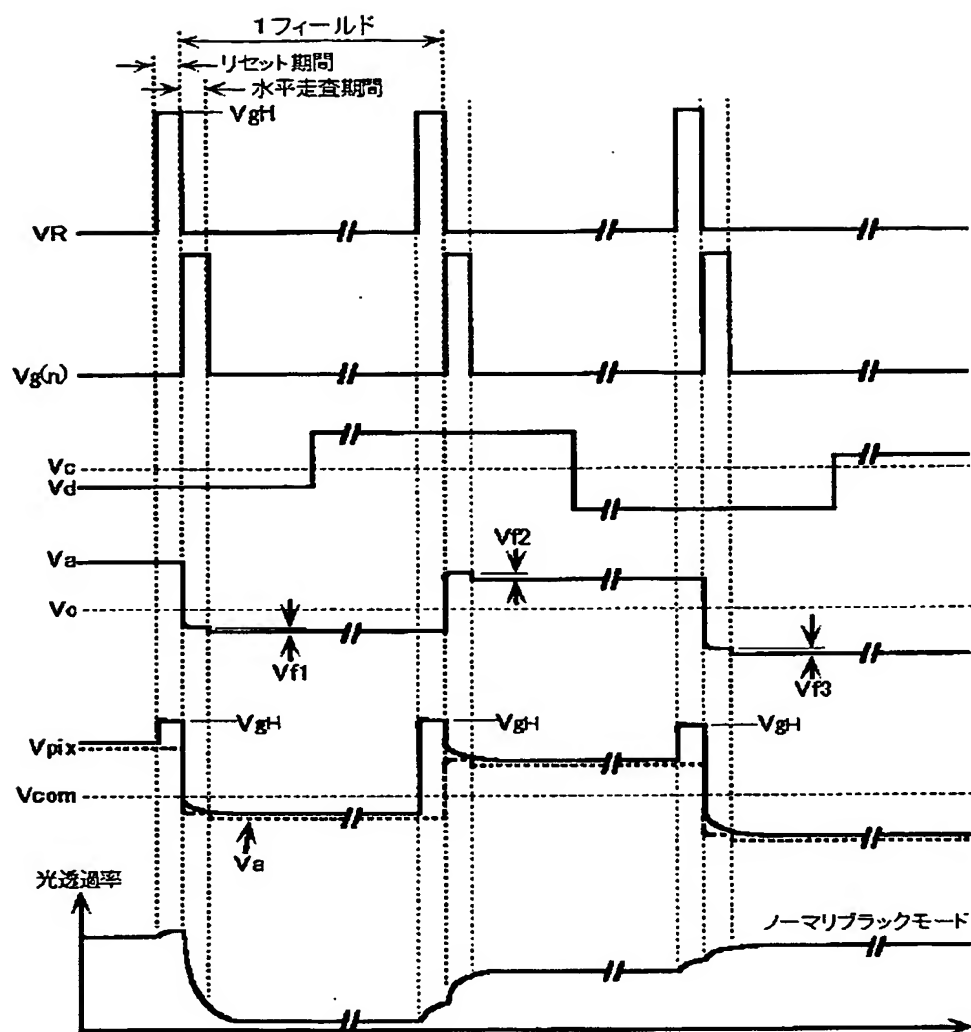 1フィールド
リセット期間
水平走査期間
VgH
VR
Vg(n)
Vc
Vd
Vf2
Va
Vc
Vf1
Vf3
VgH
VgH
VgH
Vpix
Vcom
Va
光透過率
ノーマリブラックモード